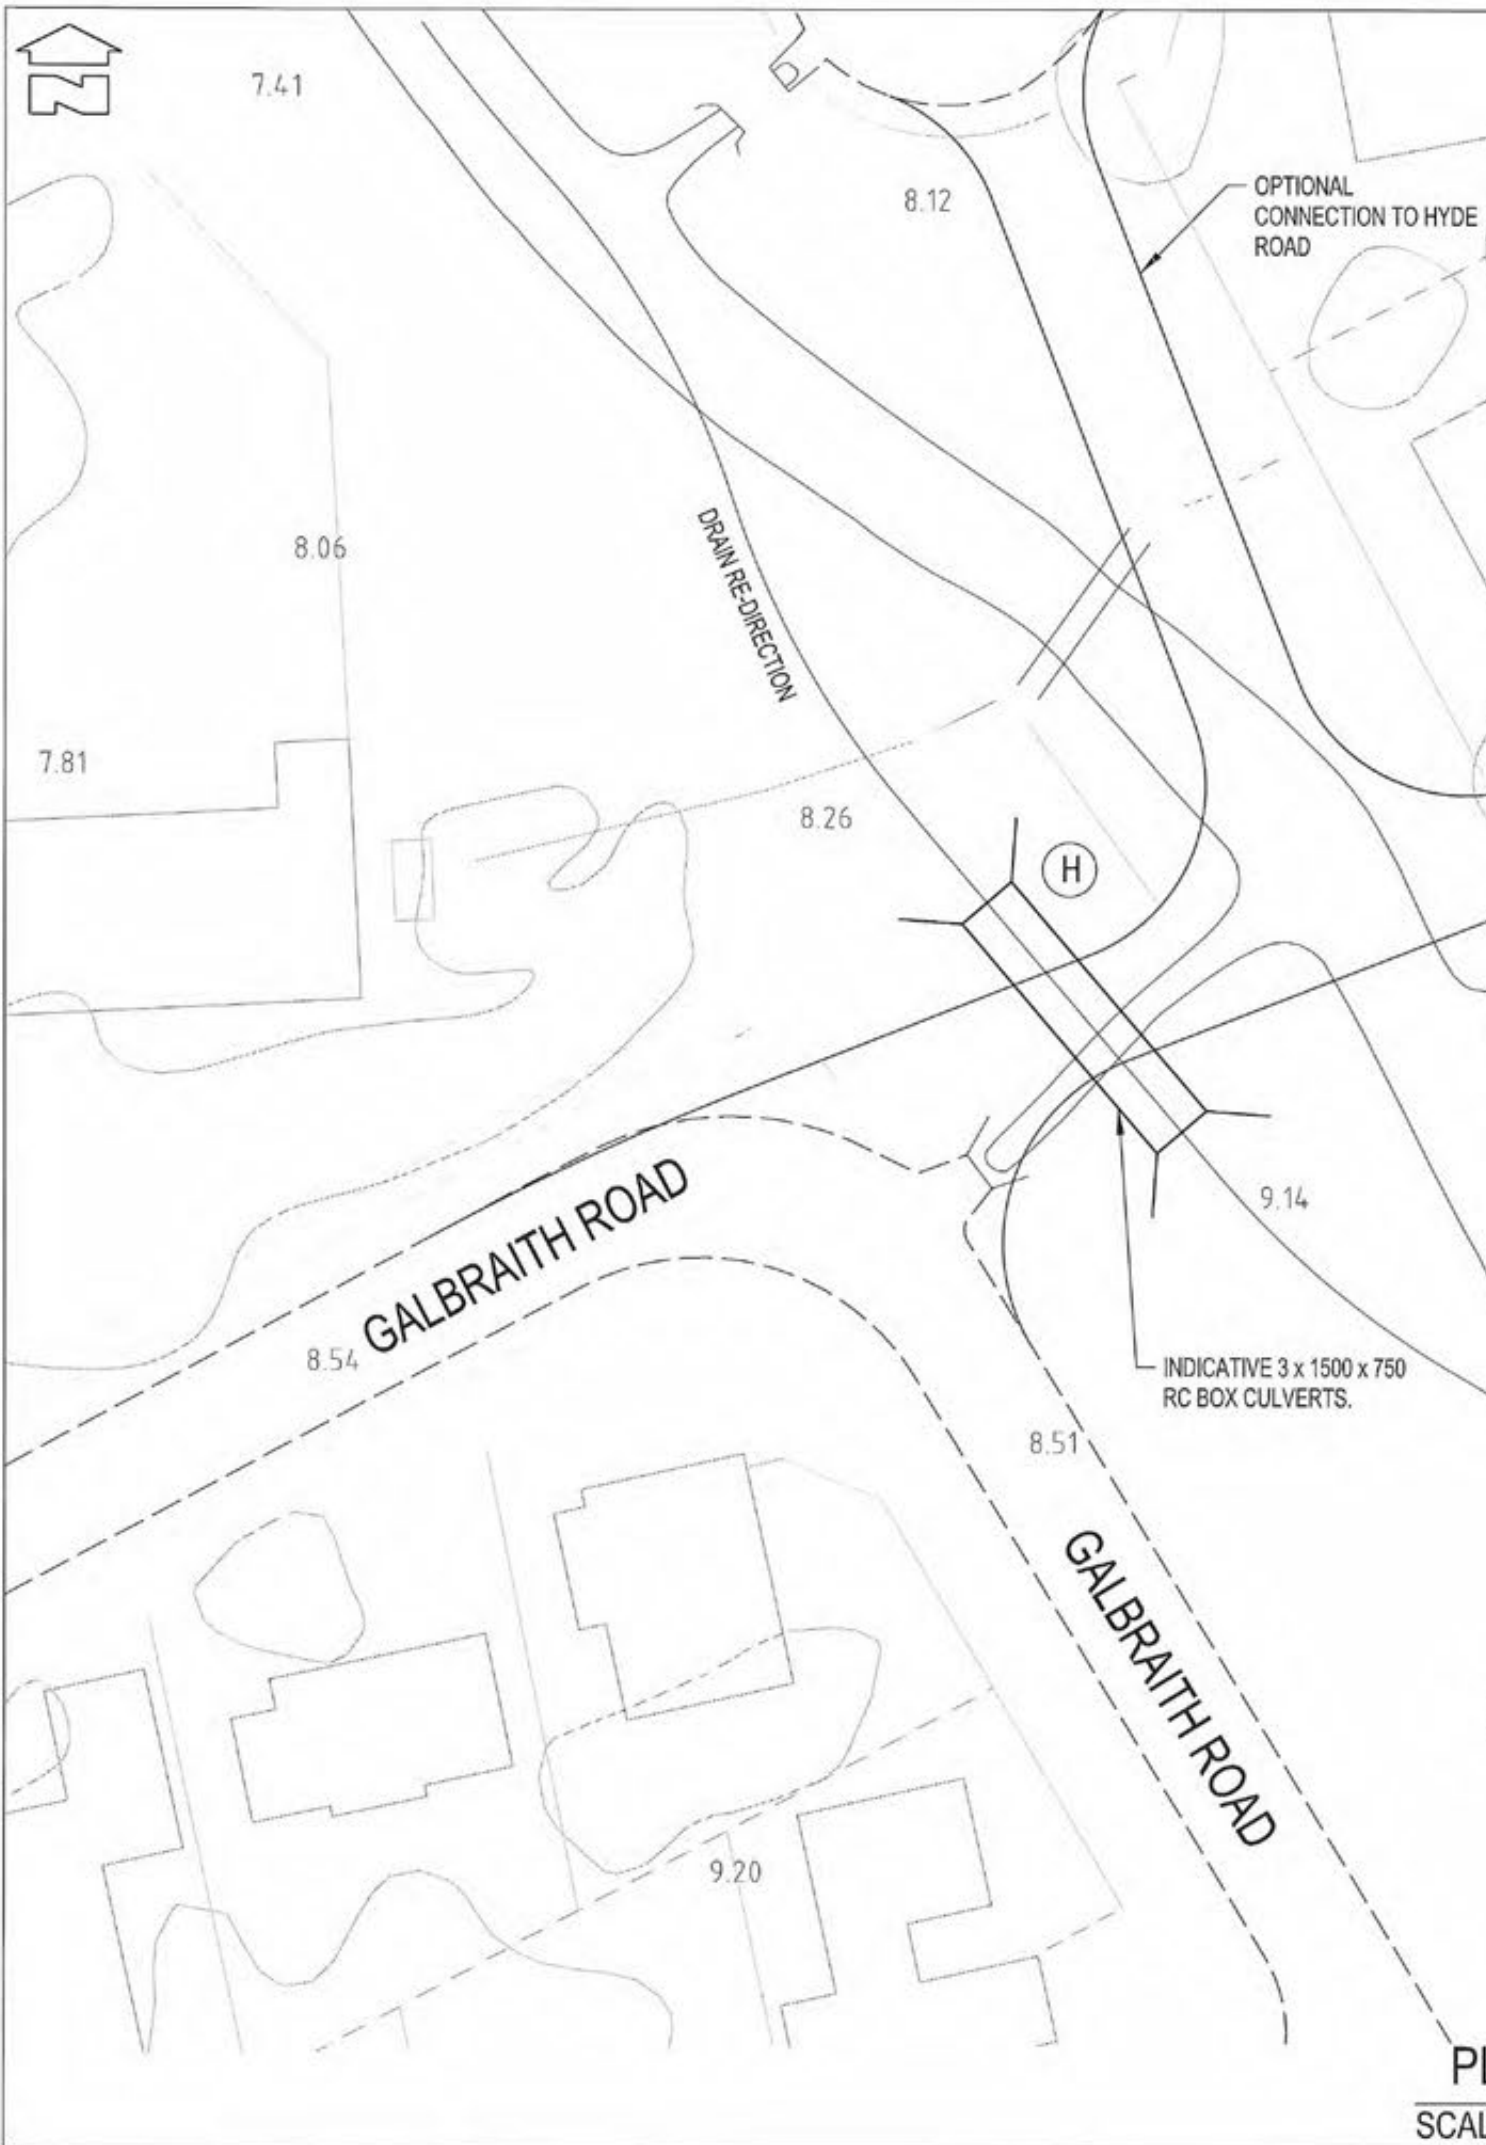 N
7.41
8.12
OPTIONAL
CONNECTION TO HYDE
ROAD
8.06
DRAIN RE-DIRECTION
7.81
8.26
H
GALBRAITH ROAD
9.14
8.54
INDICATIVE 3 x 1500 x 750
RC BOX CULVERTS.
8.51
GALBRAITH ROAD
9.20